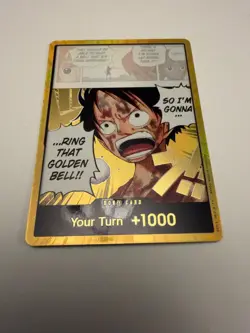 SO I'M
GONNA
...
...RING
THAT
GOLDEN
BELL!!
DON!! CARD
Your Turn +1000